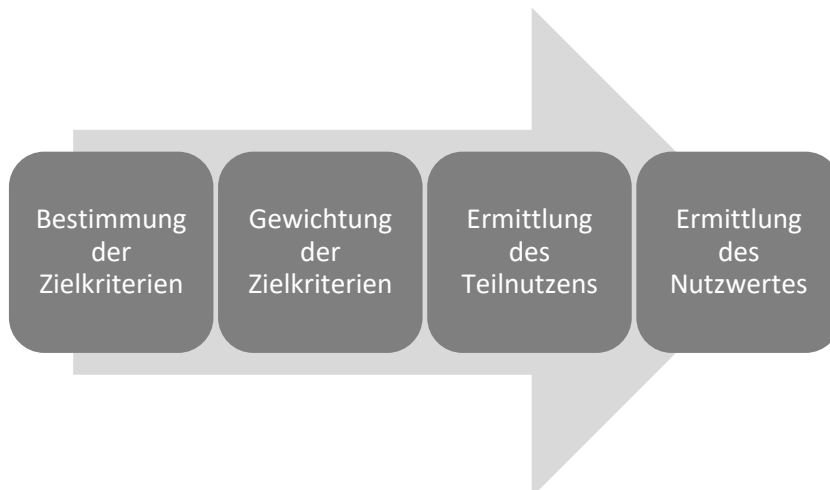 Bestimmung
der
Zielkriterien
Gewichtung
der
Zielkriterien
Ermittlung
des
Teilnutzens
Ermittlung
des
Nutzwertes